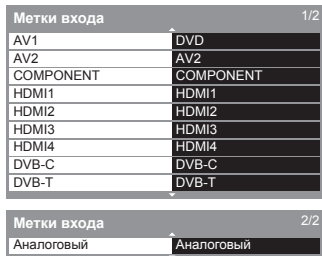 Метки входа 1/2
AV1 DVD
AV2 AV2
COMPONENT COMPONENT
HDMI1 HDMI1
HDMI2 HDMI2
HDMI3 HDMI3
HDMI4 HDMI4
DVB-C DVB-C
DVB-T DVB-T
Метки входа 2/2
Аналоговый Аналоговый